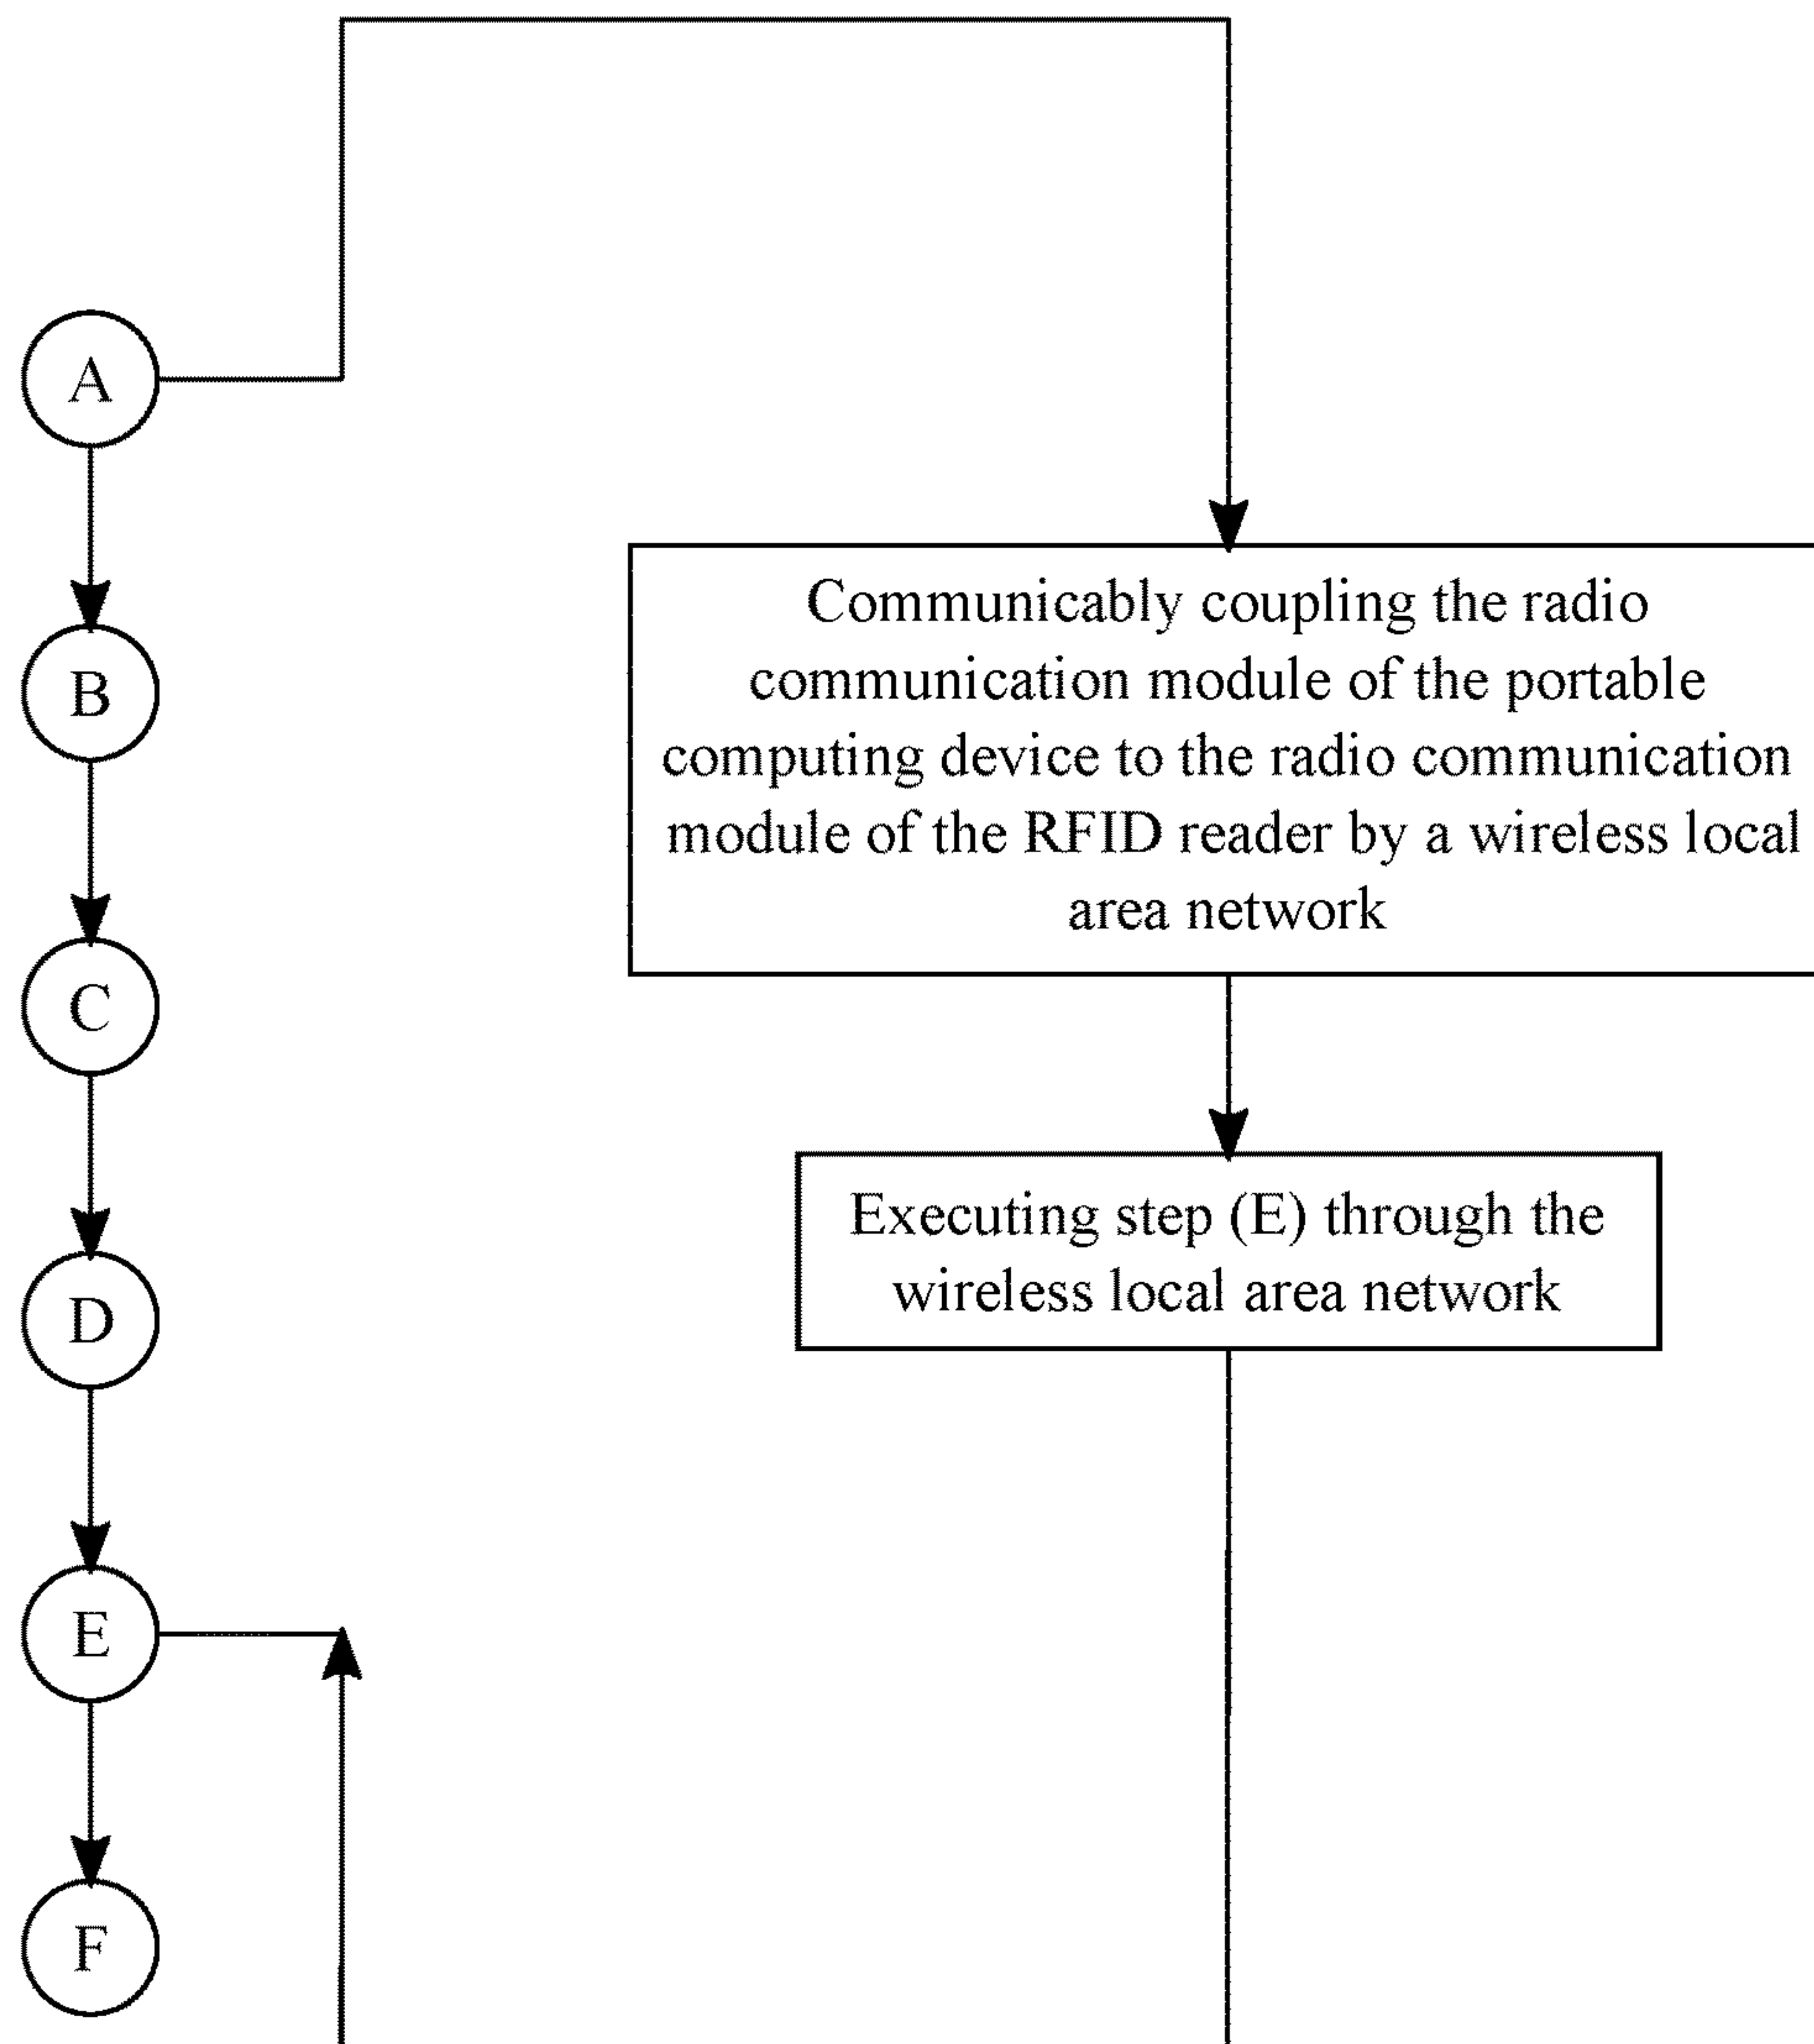 A
B
C
D
E
F
Communicably coupling the radio
communication module of the portable
computing device to the radio communication
module of the RFID reader by a wireless local
area network
Executing step (E) through the
wireless local area network